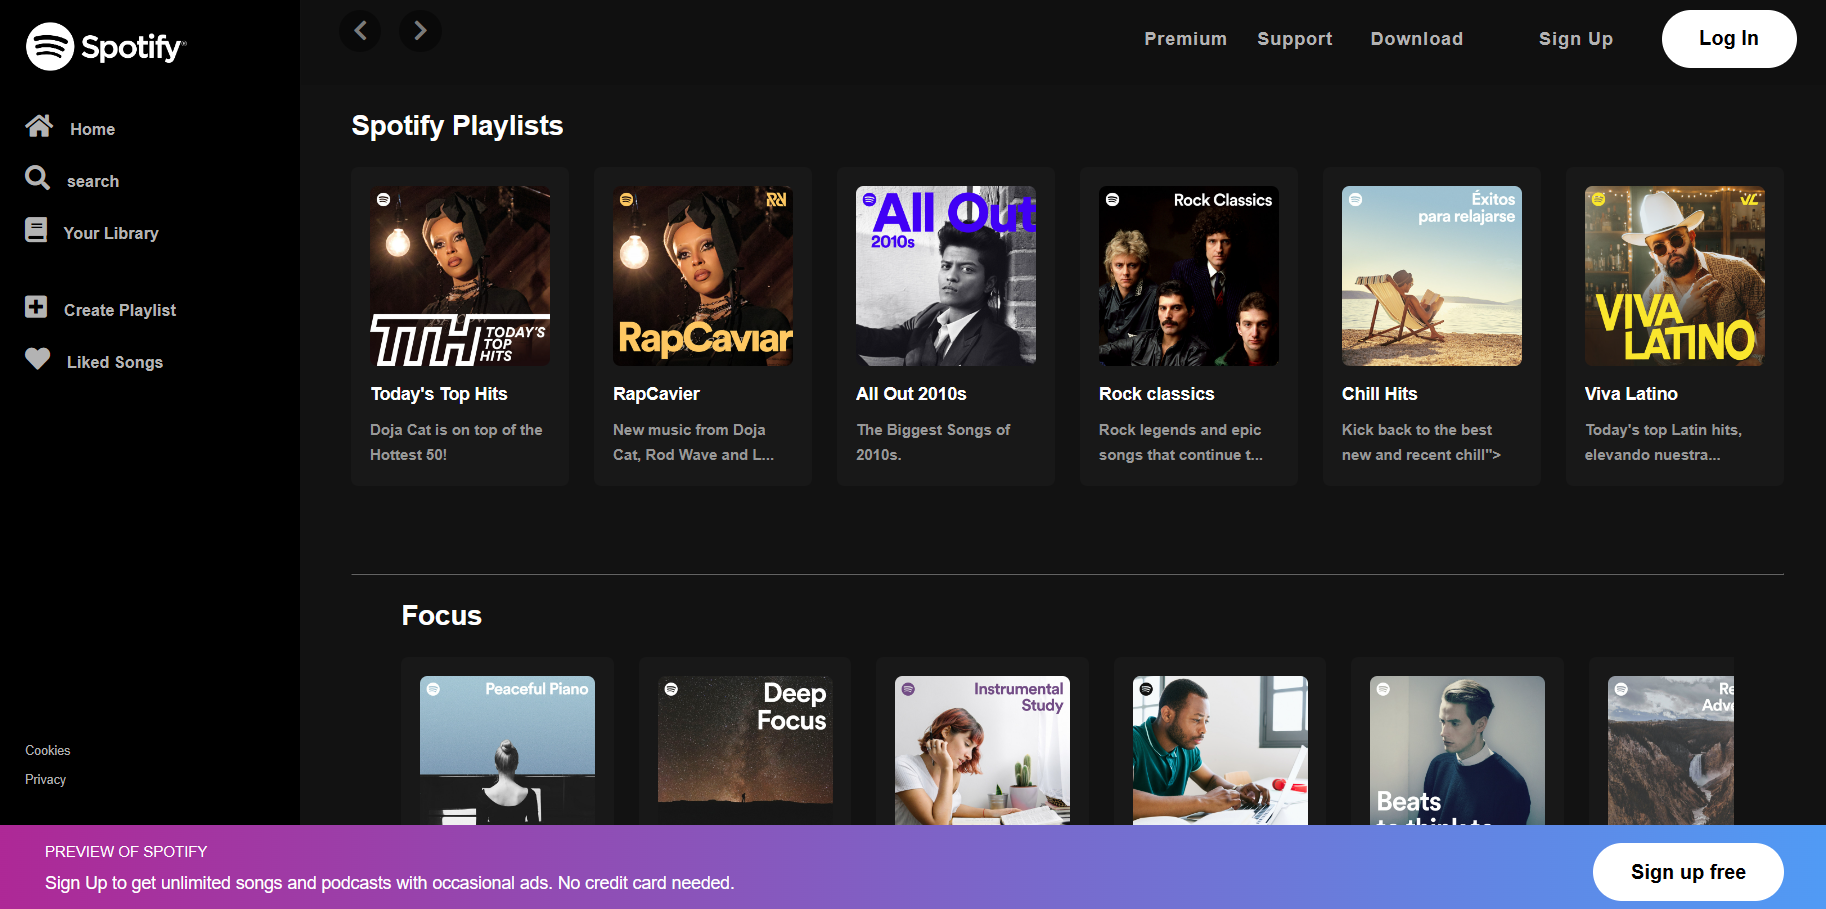 Spotify®
Home
search
Your Library
Create Playlist
Liked Songs
Cookies
Privacy
Premium
Support
Download
Sign Up
Log In
Spotify Playlists
TTH TODAY'S
TOP
HITS
Today's Top Hits
Doja Cat is on top of the
Hottest 50!
RapCaviar
RapCavier
New music from Doja
Cat, Rod Wave and L...
All Out
2010s
All Out 2010s
The Biggest Songs of
2010s.
Rock Classics
Rock classics
Rock legends and epic
songs that continue t...
Éxitos
para relajarse
Chill Hits
Kick back to the best
new and recent chill">
VL
VIVA
LATINO
Viva Latino
Today's top Latin hits,
elevando nuestra...
Focus
Peaceful Piano
Deep
Focus
Instrumental
Study
Beats
to think to
Re
Adve
PREVIEW OF SPOTIFY
Sign Up to get unlimited songs and podcasts with occasional ads. No credit card needed.
Sign up free